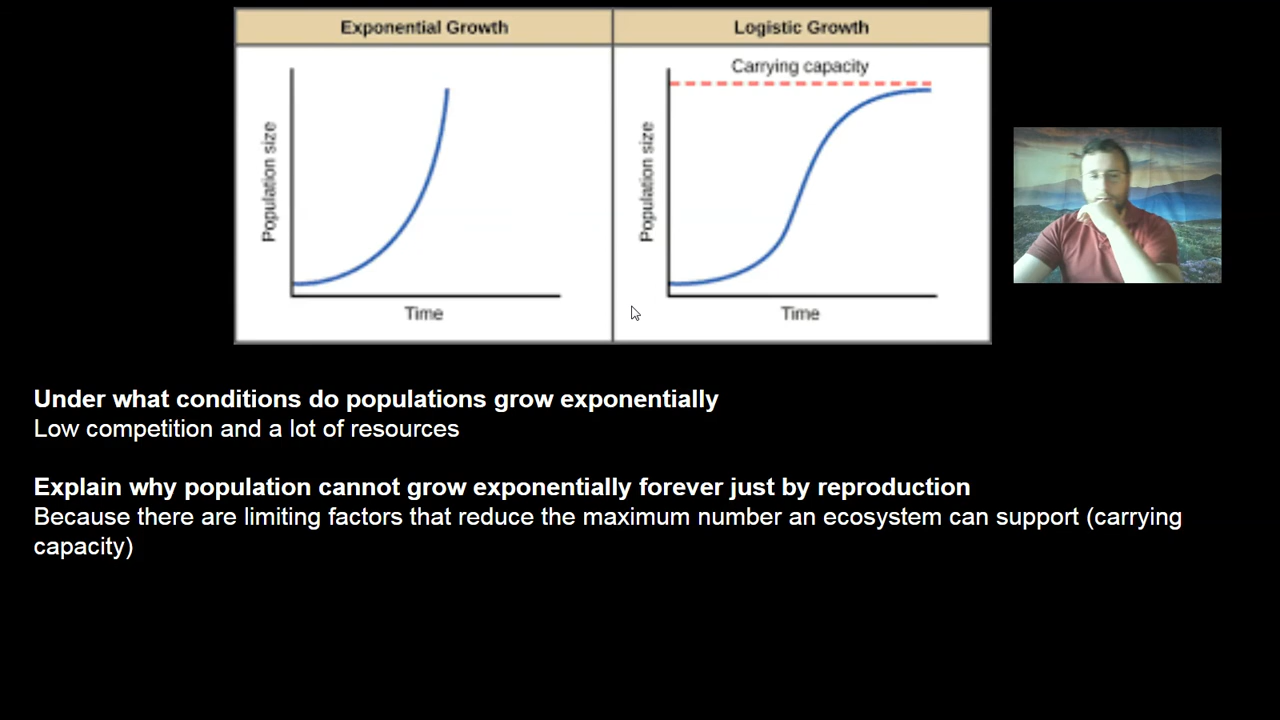 Exponential Growth
Logistic Growth
Population size
Time
Carrying capacity
Population size
Time
Under what conditions do populations grow exponentially
Low competition and a lot of resources
Explain why population cannot grow exponentially forever just by reproduction
Because there are limiting factors that reduce the maximum number an ecosystem can support (carrying
capacity)